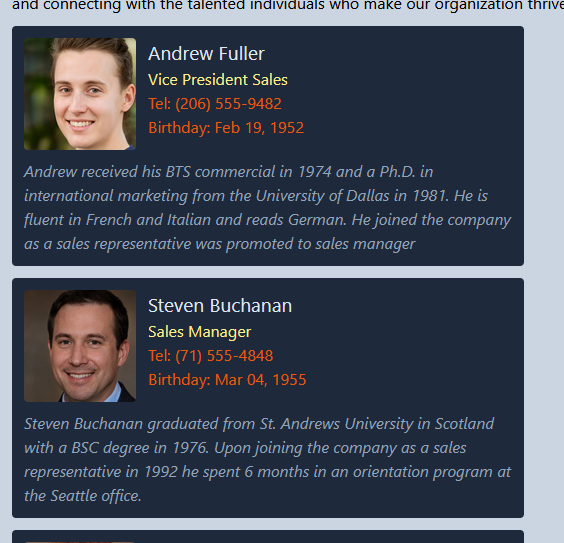 and connecting with the talented individuals who make our organization thrive
Andrew Fuller
Vice President Sales
Tel: (206) 555-9482
Birthday: Feb 19, 1952
Andrew received his BTS commercial in 1974 and a Ph.D. in
international marketing from the University of Dallas in 1981. He is
fluent in French and Italian and reads German. He joined the company
as a sales representative was promoted to sales manager
Steven Buchanan
Sales Manager
Tel: (71) 555-4848
Birthday: Mar 04, 1955
Steven Buchanan graduated from St. Andrews University in Scotland
with a BSC degree in 1976. Upon joining the company as a sales
representative in 1992 he spent 6 months in an orientation program at
the Seattle office.